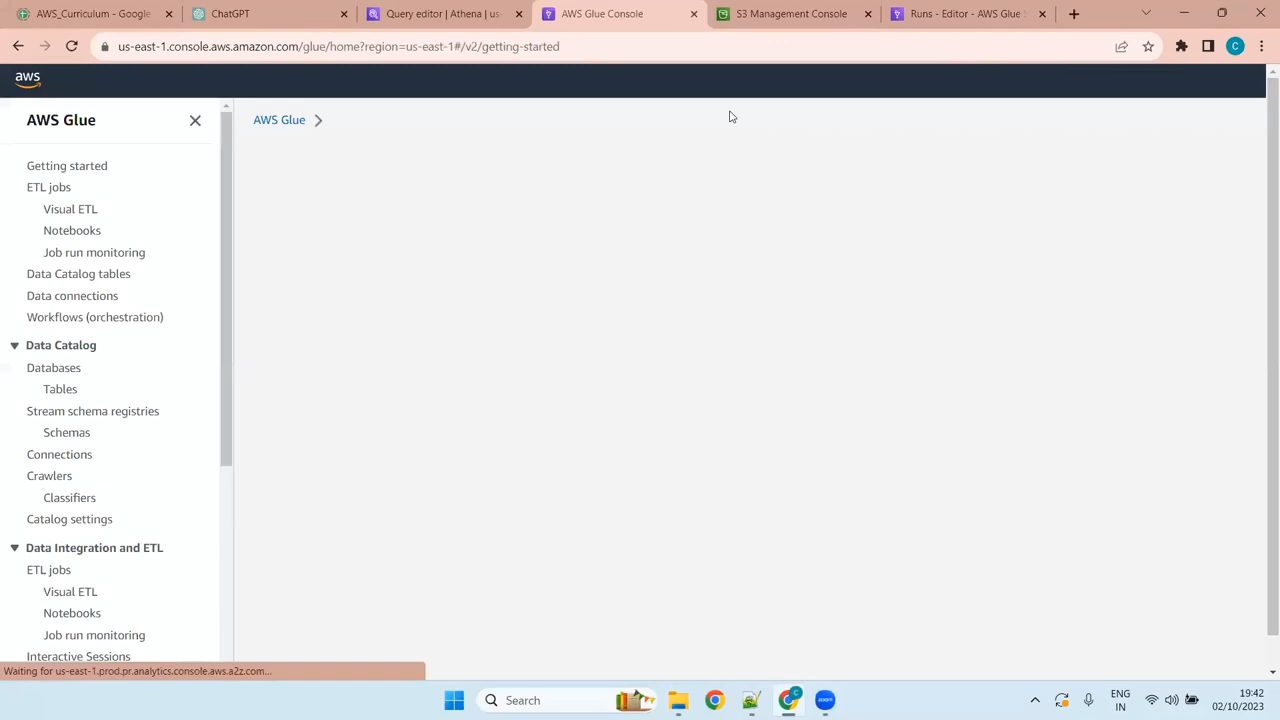 AWS_Curriculum - Google
ChatGPT
Query editor | Athena | us-
AWS Glue Console
S3 Management Console
Runs - Editor - AWS Glue S
us-east-1.console.aws.amazon.com/glue/home?region=us-east-1#/v2/getting-started
C
aws
AWS Glue
AWS Glue
Getting started
ETL jobs
Visual ETL
Notebooks
Job run monitoring
Data Catalog tables
Data connections
Workflows (orchestration)
Data Catalog
Databases
Tables
Stream schema registries
Schemas
Connections
Crawlers
Classifiers
Catalog settings
Data Integration and ETL
ETL jobs
Visual ETL
Notebooks
Job run monitoring
Interactive Sessions
Waiting for us-east-1.prod.pr.analytics.console.aws.a2z.com...
Search
C
zoom
ENG
IN
19:42
02/10/2023